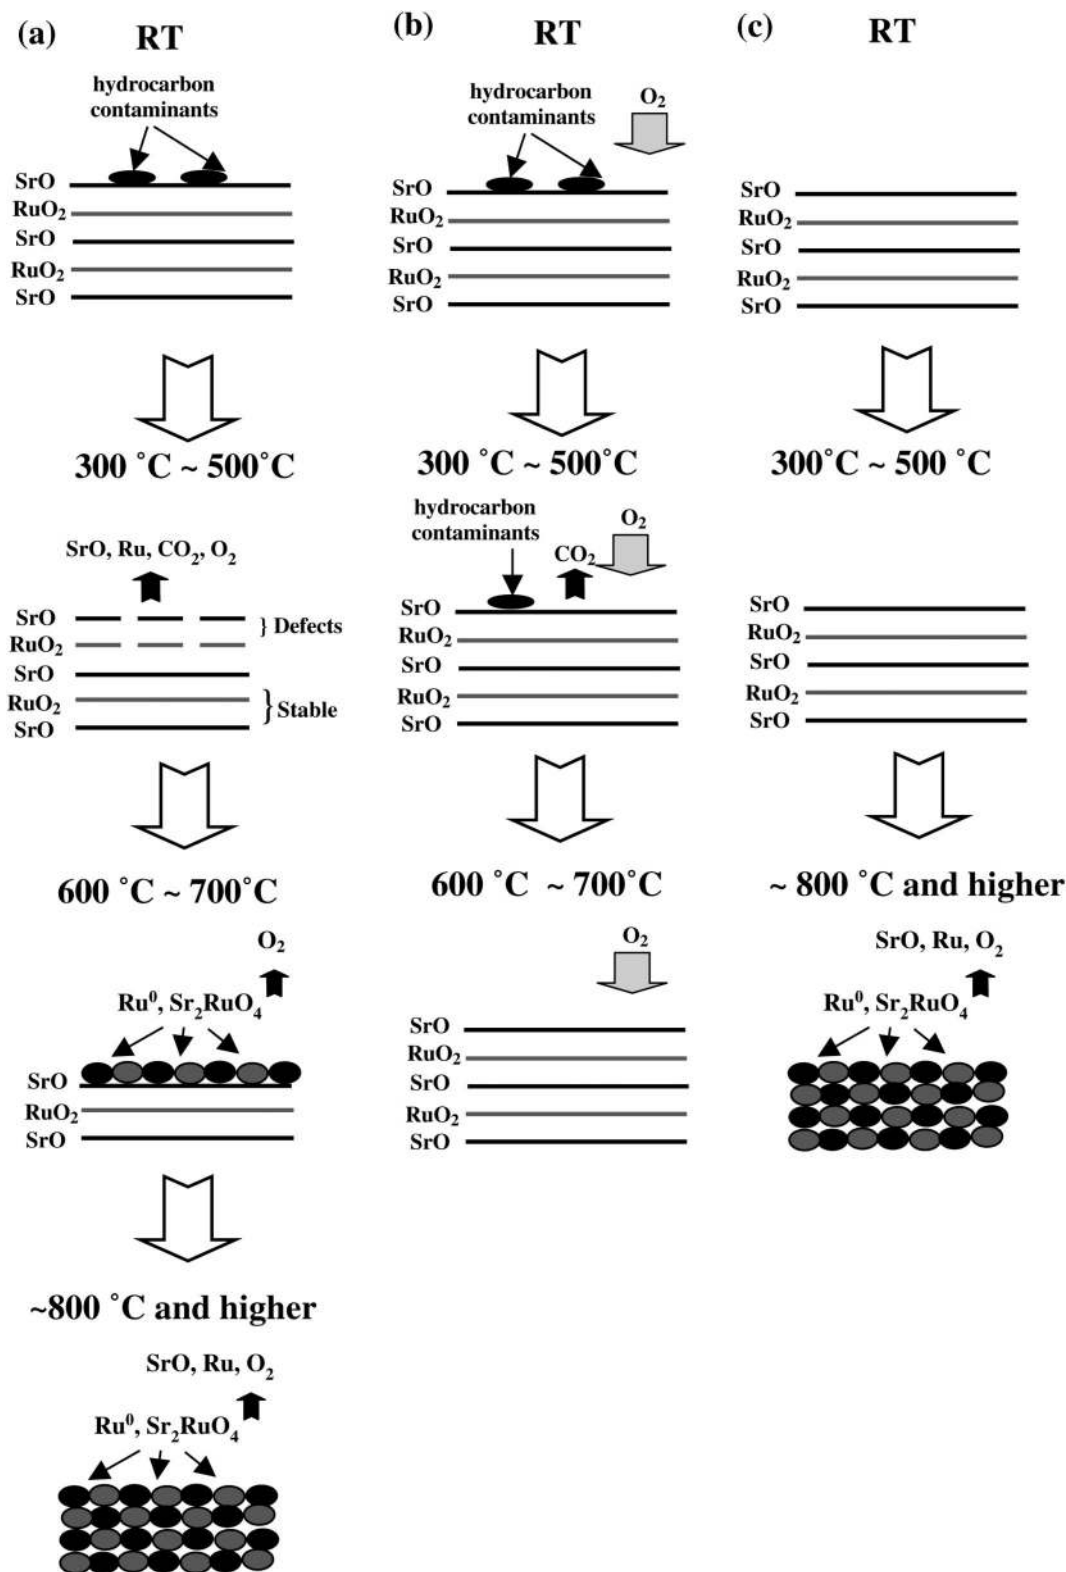 (a) RT
hydrocarbon
contaminants
SrO
RuO₂
SrO
RuO₂
SrO
300 ˚C ~ 500˚C
SrO, Ru, CO₂, O₂
SrO
RuO₂
SrO
RuO₂
SrO
} Defects
} Stable
600 ˚C ~ 700˚C
O₂
Ru⁰, Sr₂RuO₄
SrO
RuO₂
SrO
~800 ˚C and higher
SrO, Ru, O₂
Ru⁰, Sr₂RuO₄
(b) RT
hydrocarbon
contaminants
O₂
SrO
RuO₂
SrO
RuO₂
SrO
300 ˚C ~ 500˚C
hydrocarbon
contaminants
CO₂
O₂
SrO
RuO₂
SrO
RuO₂
SrO
600 ˚C ~ 700˚C
O₂
SrO
RuO₂
SrO
RuO₂
SrO
(c) RT
SrO
RuO₂
SrO
RuO₂
SrO
300˚C ~ 500 ˚C
SrO
RuO₂
SrO
RuO₂
SrO
~ 800 ˚C and higher
SrO, Ru, O₂
Ru⁰, Sr₂RuO₄